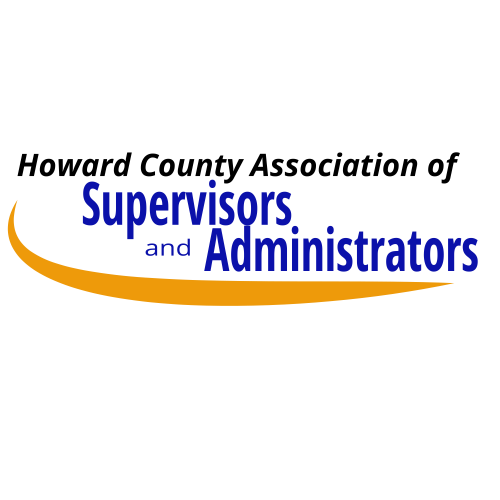 Howard County Association of
Supervisors
and Administrators